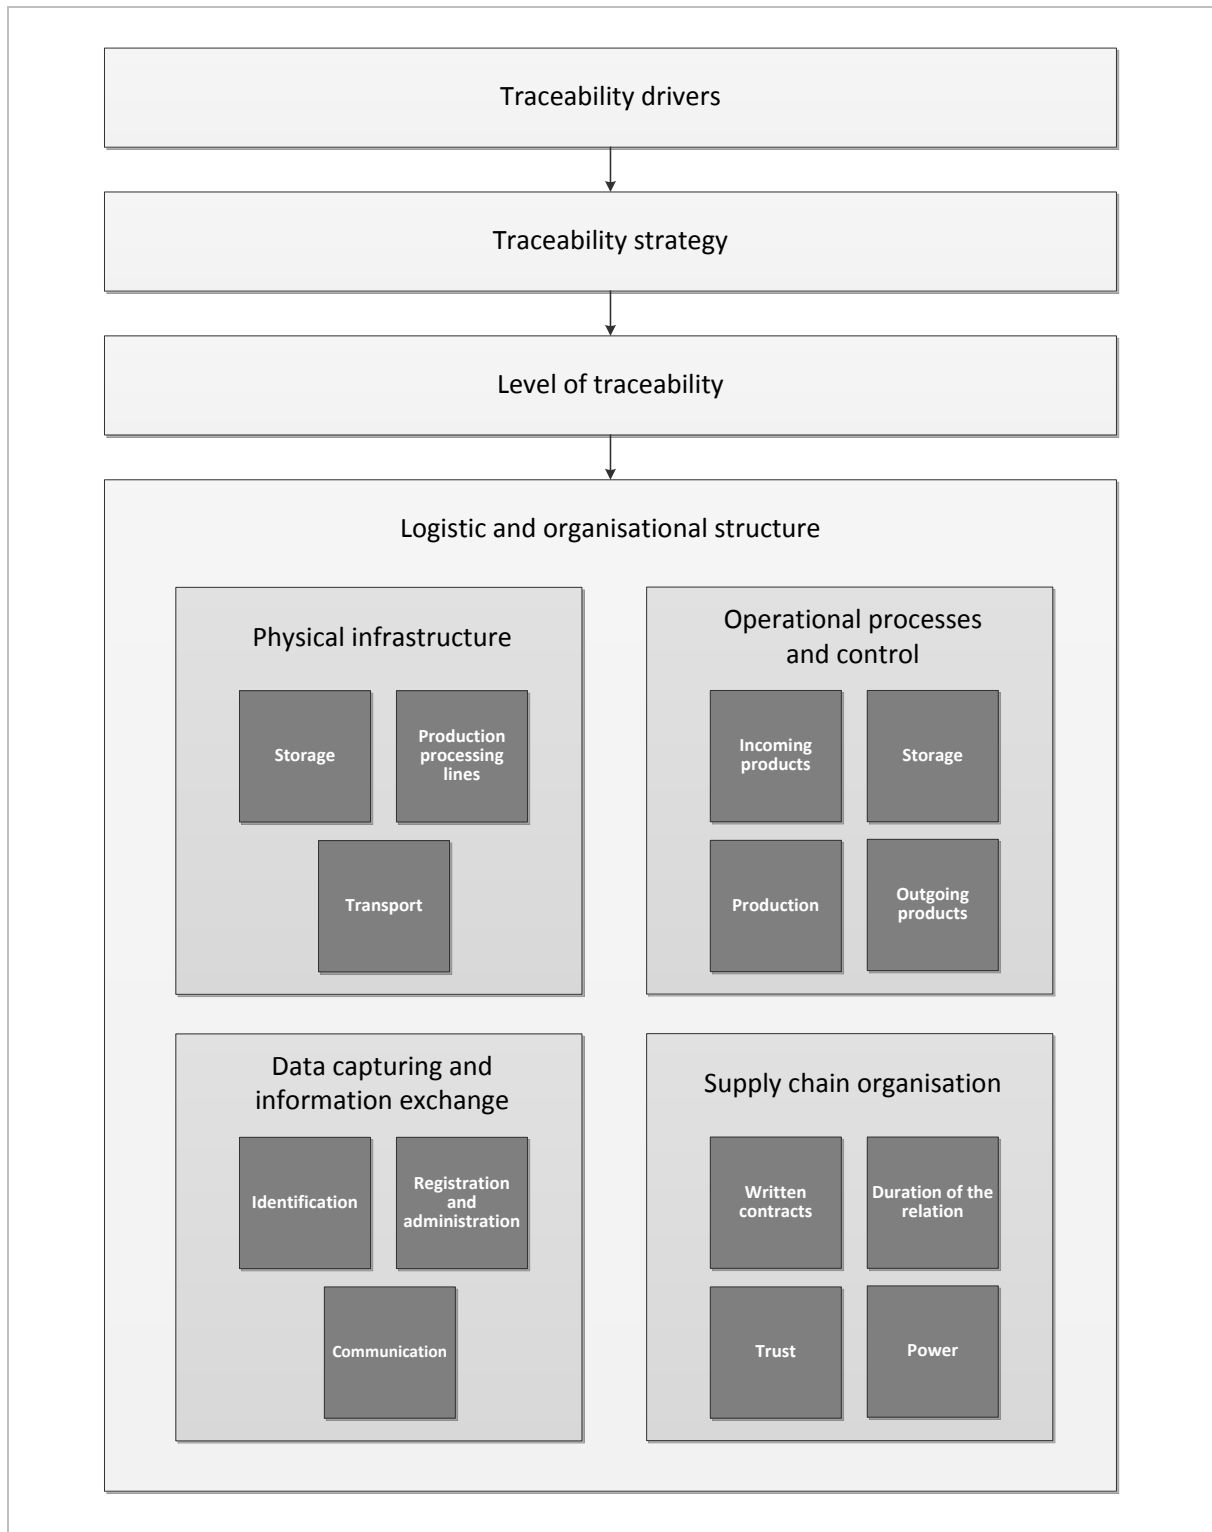 Traceability drivers
Traceability strategy
Level of traceability
Logistic and organisational structure
Physical infrastructure
Storage
Production
processing
lines
Transport
Operational processes
and control
Incoming
products
Storage
Production
Outgoing
products
Data capturing and
information exchange
Identification
Registration
and
administration
Communication
Supply chain organisation
Written
contracts
Duration of the
relation
Trust
Power